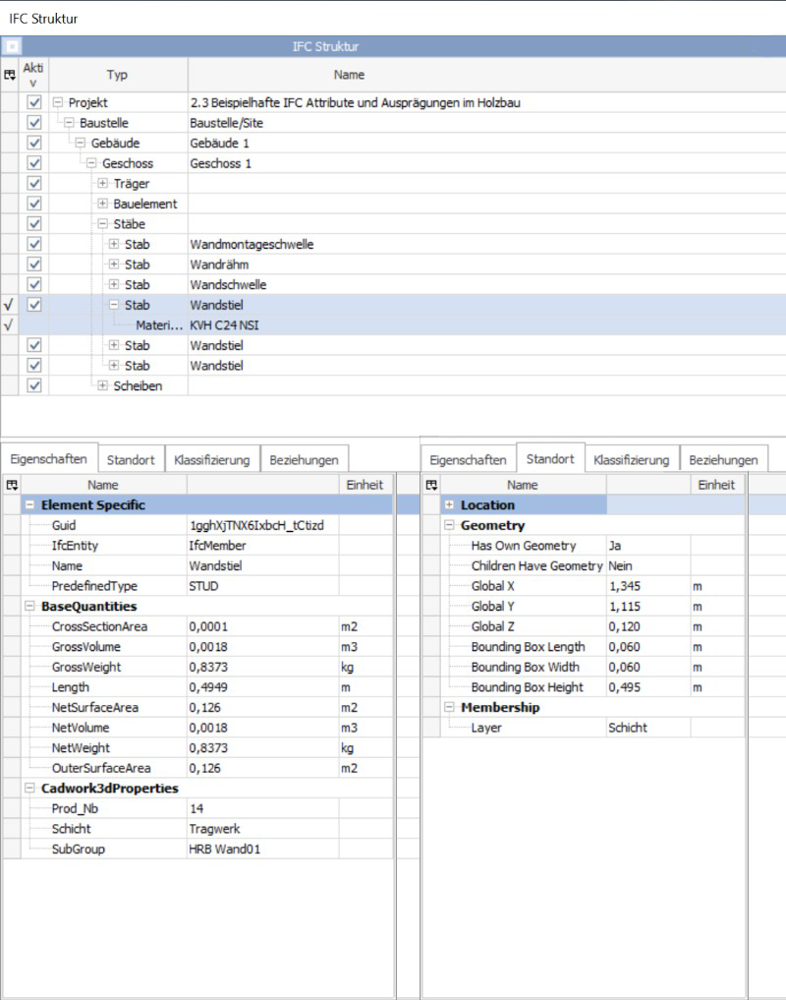 IFC Struktur
IFC Struktur
Akti
v
Typ Name
Projekt 2.3 Beispielhafte IFC Attribute und Ausprägungen im Holzbau
Baustelle Baustelle/Site
Gebäude Gebäude 1
Geschoss Geschoss 1
Träger
Bauelement
Stäbe
Stab Wandmontageschwelle
Stab Wandrähm
Stab Wandschwelle
Stab Wandstiel
Materi... KVH C24 NSI
Stab Wandstiel
Stab Wandstiel
Scheiben
Eigenschaften Standort Klassifizierung Beziehungen
Name Einheit
Element Specific
Guid 1gghXjTNX6IxbcH_tCtizd
IfcEntity IfcMember
Name Wandstiel
PredefinedType STUD
BaseQuantities
CrossSectionArea 0,0001 m2
GrossVolume 0,0018 m3
GrossWeight 0,8373 kg
Length 0,4949 m
NetSurfaceArea 0,126 m2
NetVolume 0,0018 m3
NetWeight 0,8373 kg
OuterSurfaceArea 0,126 m2
Cadwork3dProperties
Prod_Nb 14
Schicht Tragwerk
SubGroup HRB Wand01
Eigenschaften Standort Klassifizierung Beziehungen
Name Einheit
Location
Geometry
Has Own Geometry Ja
Children Have Geometry Nein
Global X 1,345 m
Global Y 1,115 m
Global Z 0,120 m
Bounding Box Length 0,060 m
Bounding Box Width 0,060 m
Bounding Box Height 0,495 m
Membership
Layer Schicht